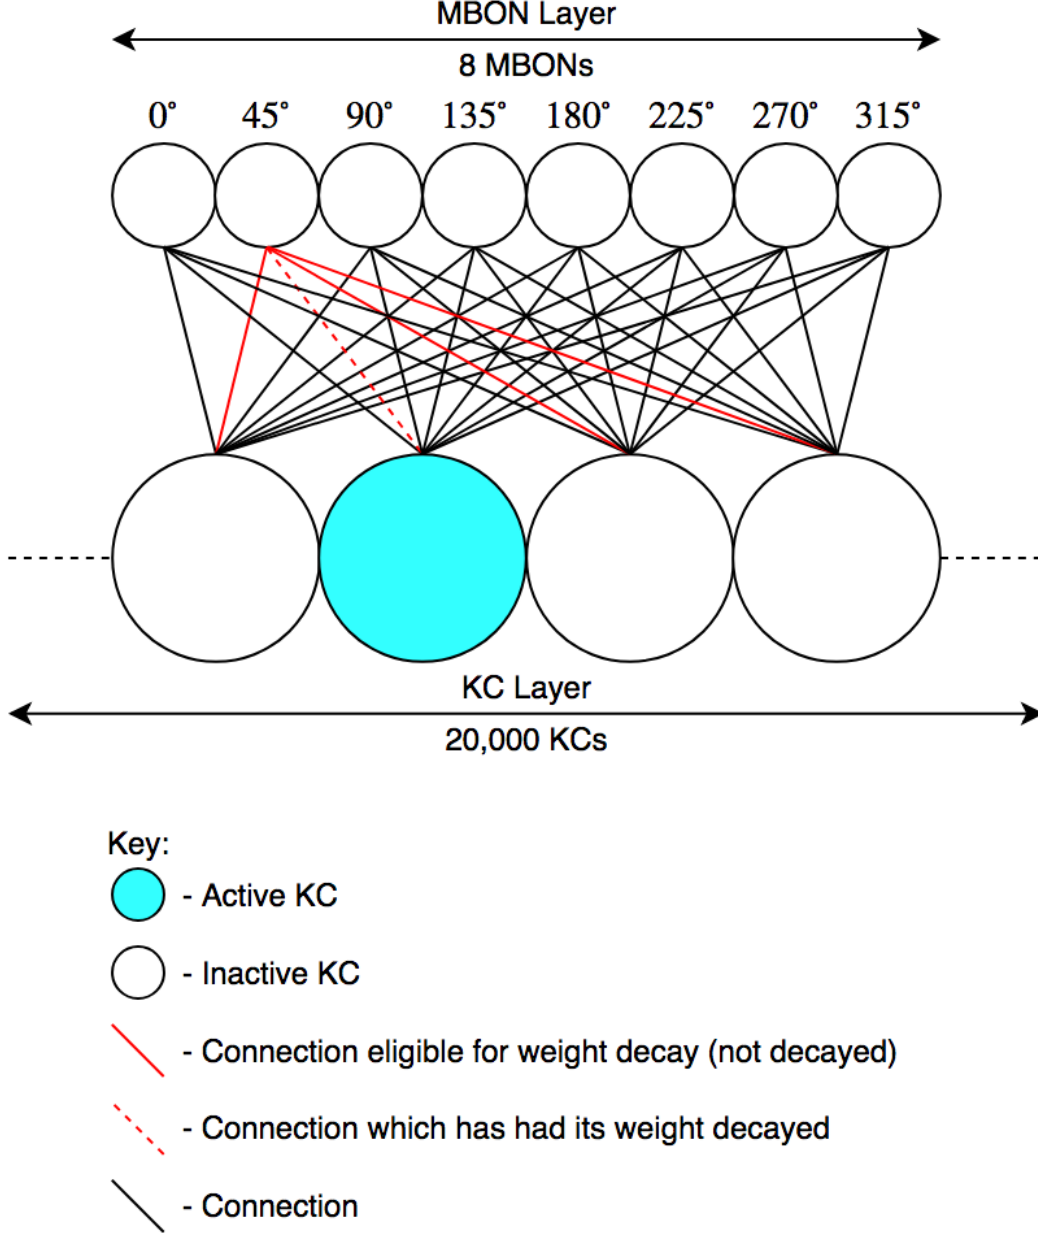 MBON Layer
8 MBONs
0° 45° 90° 135° 180° 225° 270° 315°
KC Layer
20,000 KCs
Key:
- Active KC
- Inactive KC
- Connection eligible for weight decay (not decayed)
- Connection which has had its weight decayed
- Connection